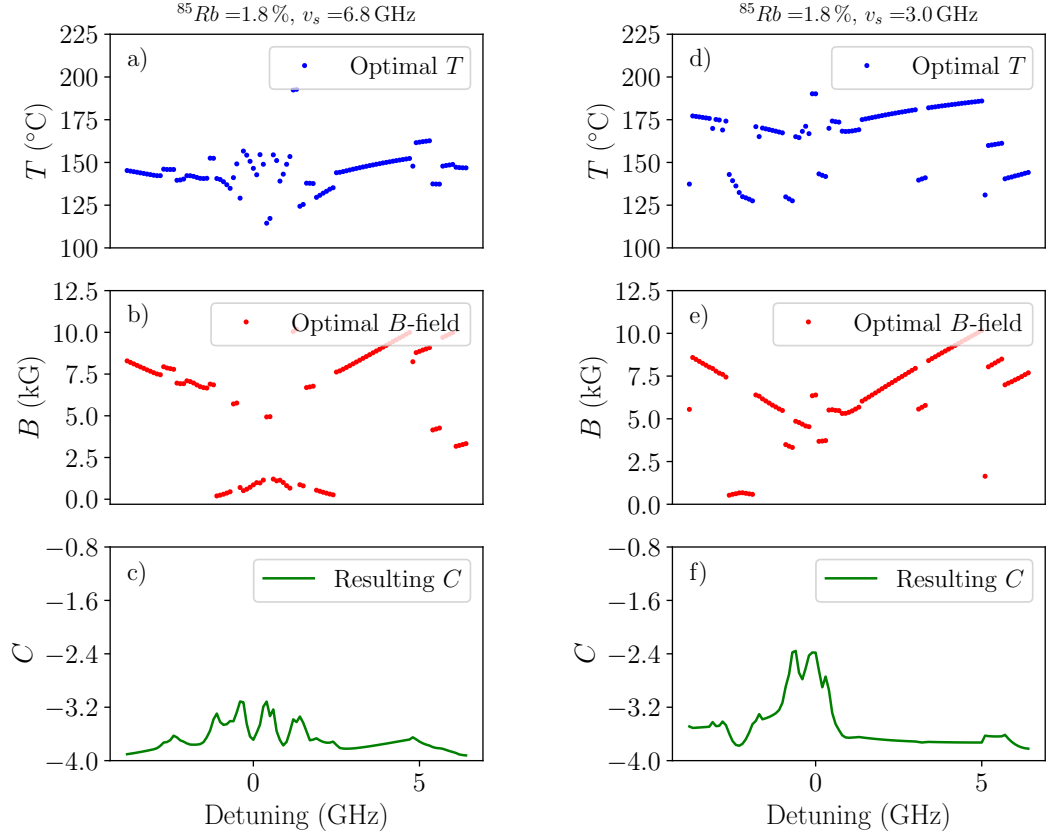 ⁸⁵Rb =1.8 %, v_s =6.8 GHz
a)
Optimal T
225
200
175
150
125
100
T (°C)
b)
Optimal B-field
12.5
10.0
7.5
5.0
2.5
0.0
B (kG)
c)
Resulting C
−0.8
−1.6
−2.4
−3.2
−4.0
C
0
5
Detuning (GHz)
⁸⁵Rb =1.8 %, v_s =3.0 GHz
d)
Optimal T
225
200
175
150
125
100
T (°C)
e)
Optimal B-field
12.5
10.0
7.5
5.0
2.5
0.0
B (kG)
f)
Resulting C
−0.8
−1.6
−2.4
−3.2
−4.0
C
0
5
Detuning (GHz)